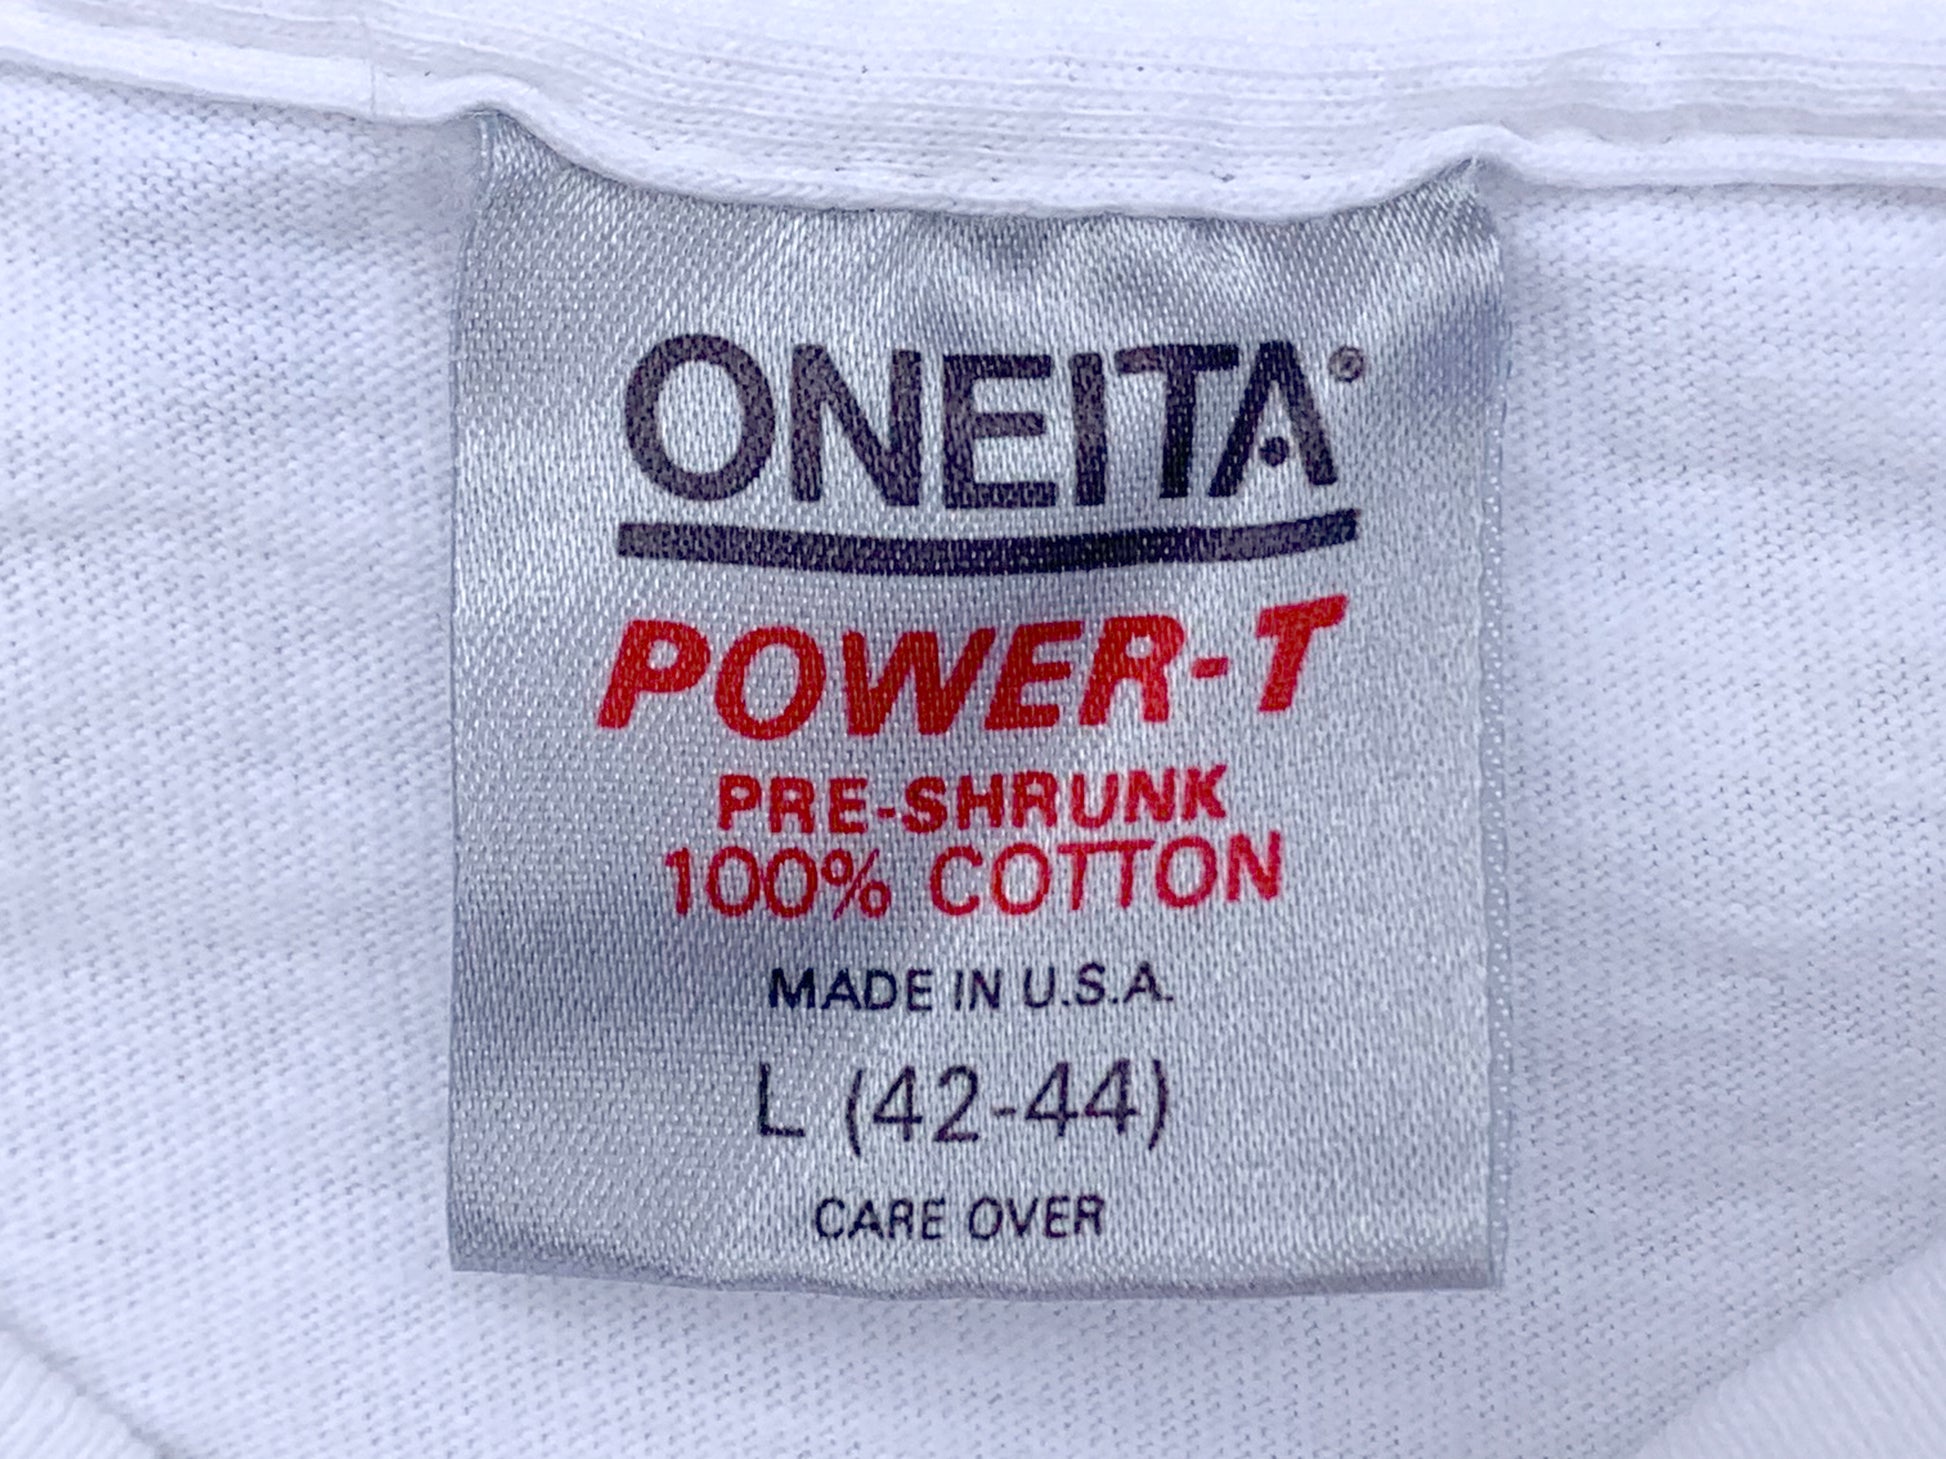 ONEITA®
POWER-T
PRE-SHRUNK
100% COTTON
MADE IN U.S.A.
L (42-44)
CARE OVER